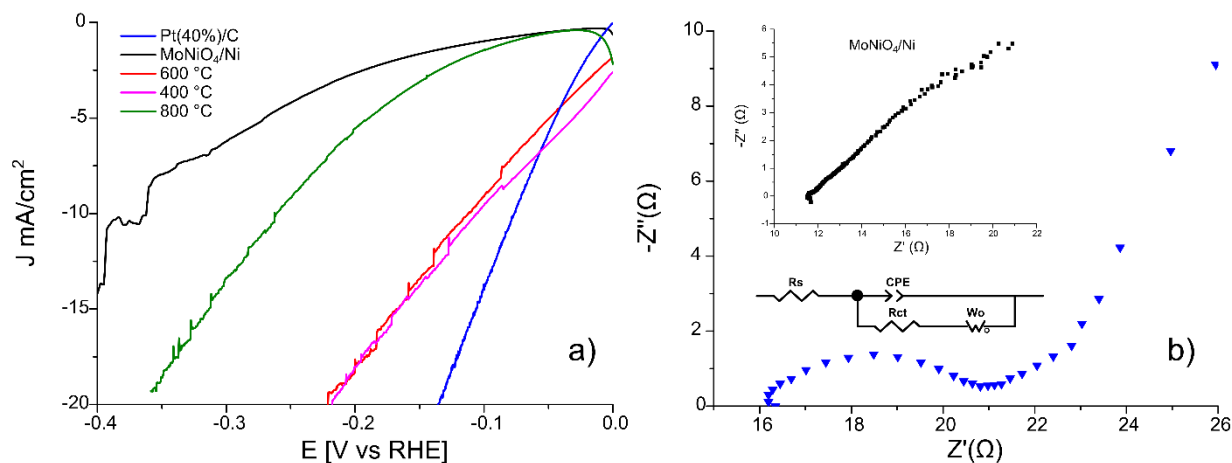 Pt(40%)/C
MoNiO₄/Ni
600 °C
400 °C
800 °C
0
-5
-10
-15
-20
J mA/cm²
-0.4
-0.3
-0.2
-0.1
0.0
E [V vs RHE]
a)
10
8
6
4
2
0
-Z"(Ω)
16
18
20
22
24
26
Z'(Ω)
b)
MoNiO₄/Ni
6
5
4
3
2
1
0
-1
-Z" (Ω)
10
12
14
16
18
20
22
Z' (Ω)
Rs
CPE
Rct
Wo